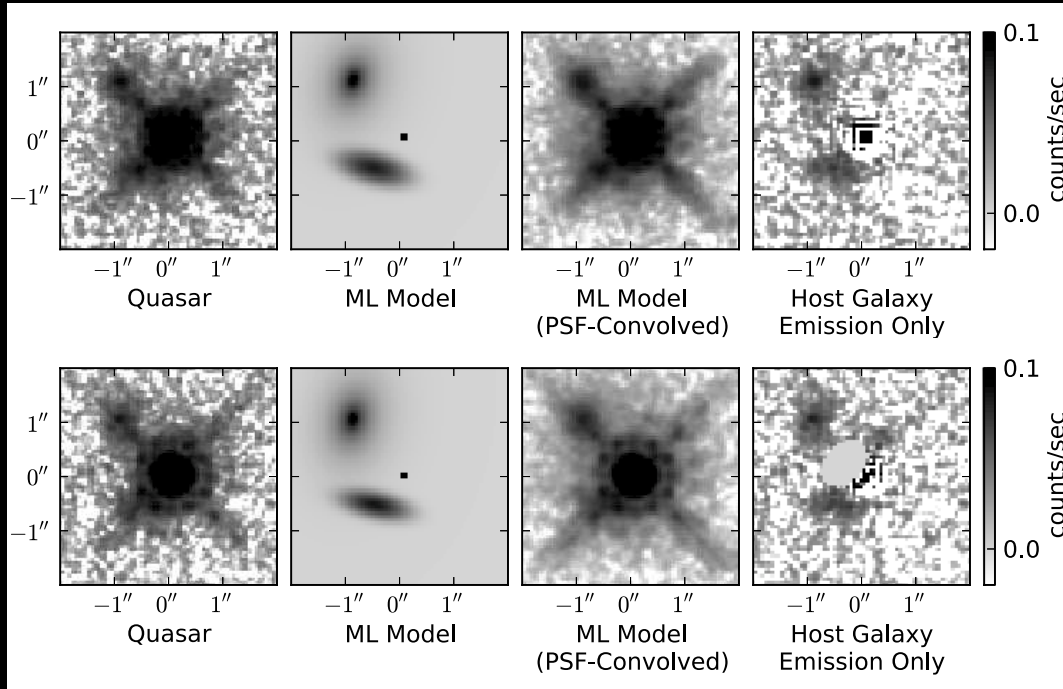 0.1
1″
0″
−1″
0.0
counts/sec
−1″ 0″ 1″ −1″ 0″ 1″ −1″ 0″ 1″ −1″ 0″ 1″
Quasar ML Model ML Model Host Galaxy
(PSF-Convolved) Emission Only
0.1
1″
0″
−1″
0.0
counts/sec
−1″ 0″ 1″ −1″ 0″ 1″ −1″ 0″ 1″ −1″ 0″ 1″
Quasar ML Model ML Model Host Galaxy
(PSF-Convolved) Emission Only